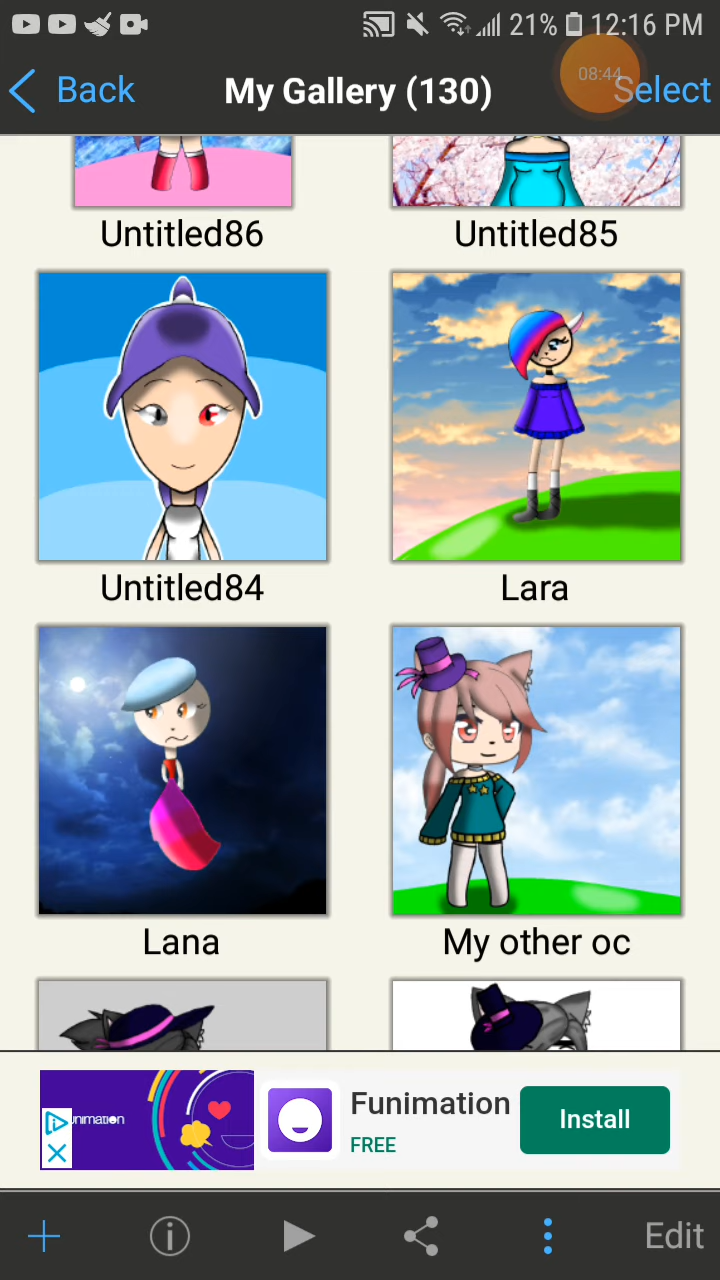 21% 12:16 PM
Back My Gallery (130) 08:44 Select
Untitled86 Untitled85
Untitled84 Lara
Lana My other oc
Funimation
FREE
Install
Edit